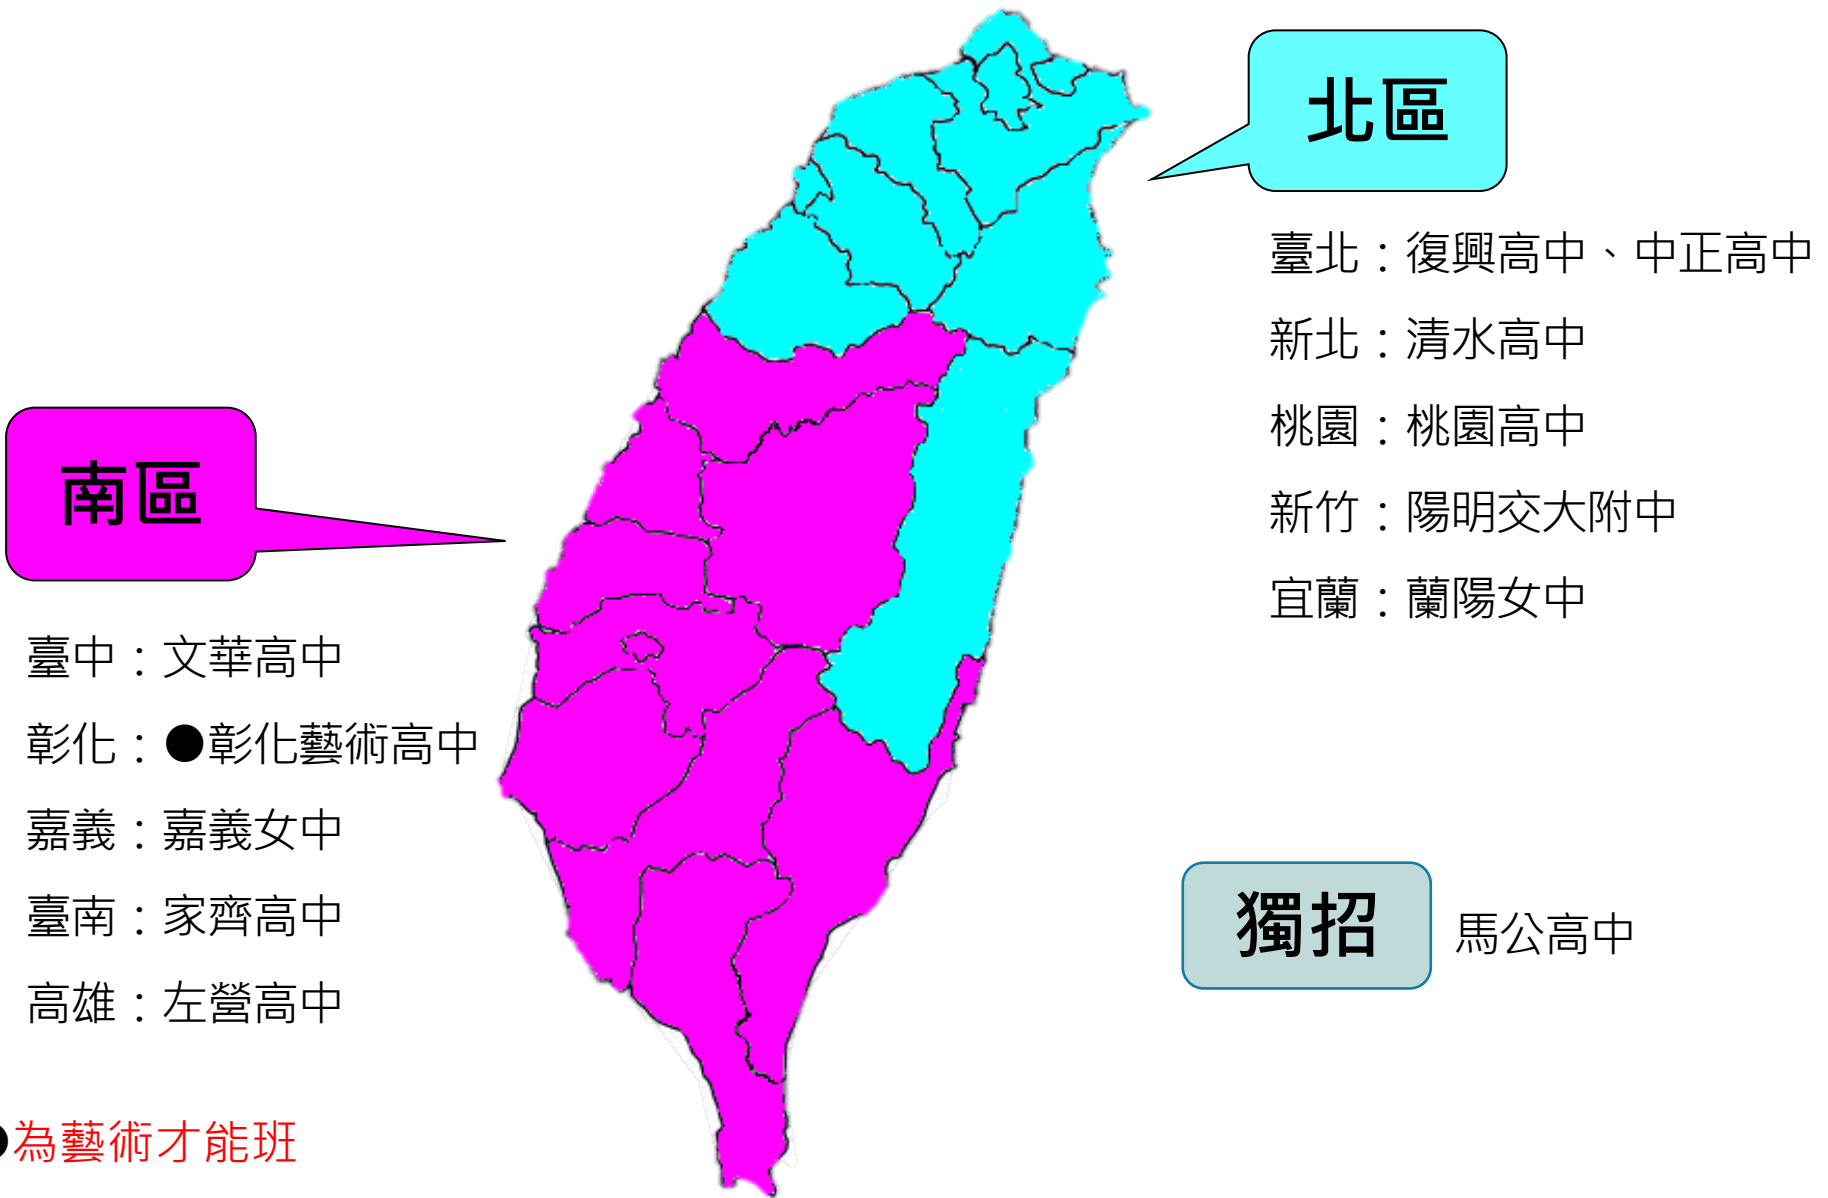 北區
臺北：復興高中、中正高中
新北：清水高中
桃園：桃園高中
新竹：陽明交大附中
宜蘭：蘭陽女中
南區
臺中：文華高中
彰化：●彰化藝術高中
嘉義：嘉義女中
臺南：家齊高中
高雄：左營高中
●為藝術才能班
獨招
馬公高中